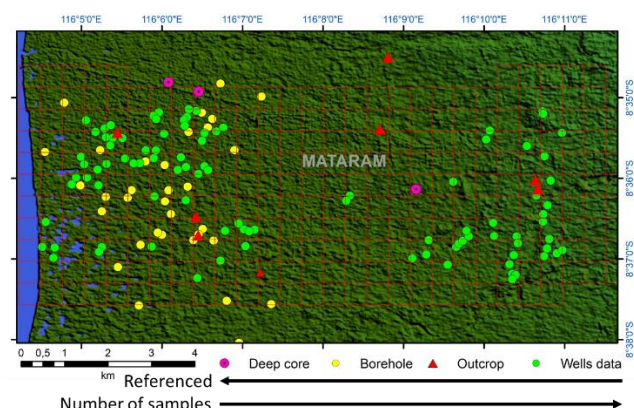 116°5'0"E 116°6'0"E 116°7'0"E 116°8'0"E 116°9'0"E 116°10'0"E 116°11'0"E
8°35'0"S
MATARAM
8°36'0"S
8°37'0"S
8°38'0"S
0 0,5 1 2 3 4
km
Deep core Borehole Outcrop Wells data
Referenced
Number of samples